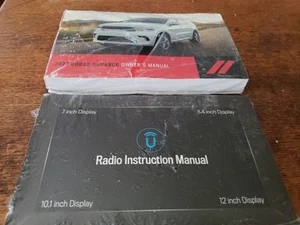 DURANGO OWNER'S MANUAL
7 inch Display
8.4 inch Display
U
Radio Instruction Manual
10.1 inch Display
12 inch Display